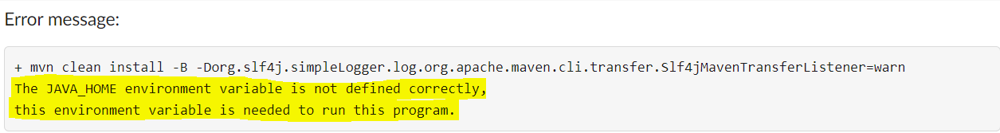 Error message:
+ mvn clean install -B -Dorg.slf4j.simpleLogger.log.org.apache.maven.cli.transfer.Slf4jMavenTransferListener=warn
The JAVA_HOME environment variable is not defined correctly,
this environment variable is needed to run this program.